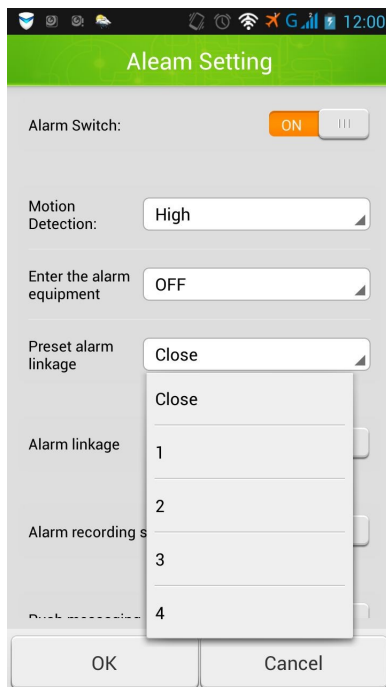 G 12:00
Aleam Setting
Alarm Switch:
ON
Motion
Detection:
High
Enter the alarm
equipment
OFF
Preset alarm
linkage
Close
Close
1
Alarm linkage
2
Alarm recording s
3
4
OK
Cancel